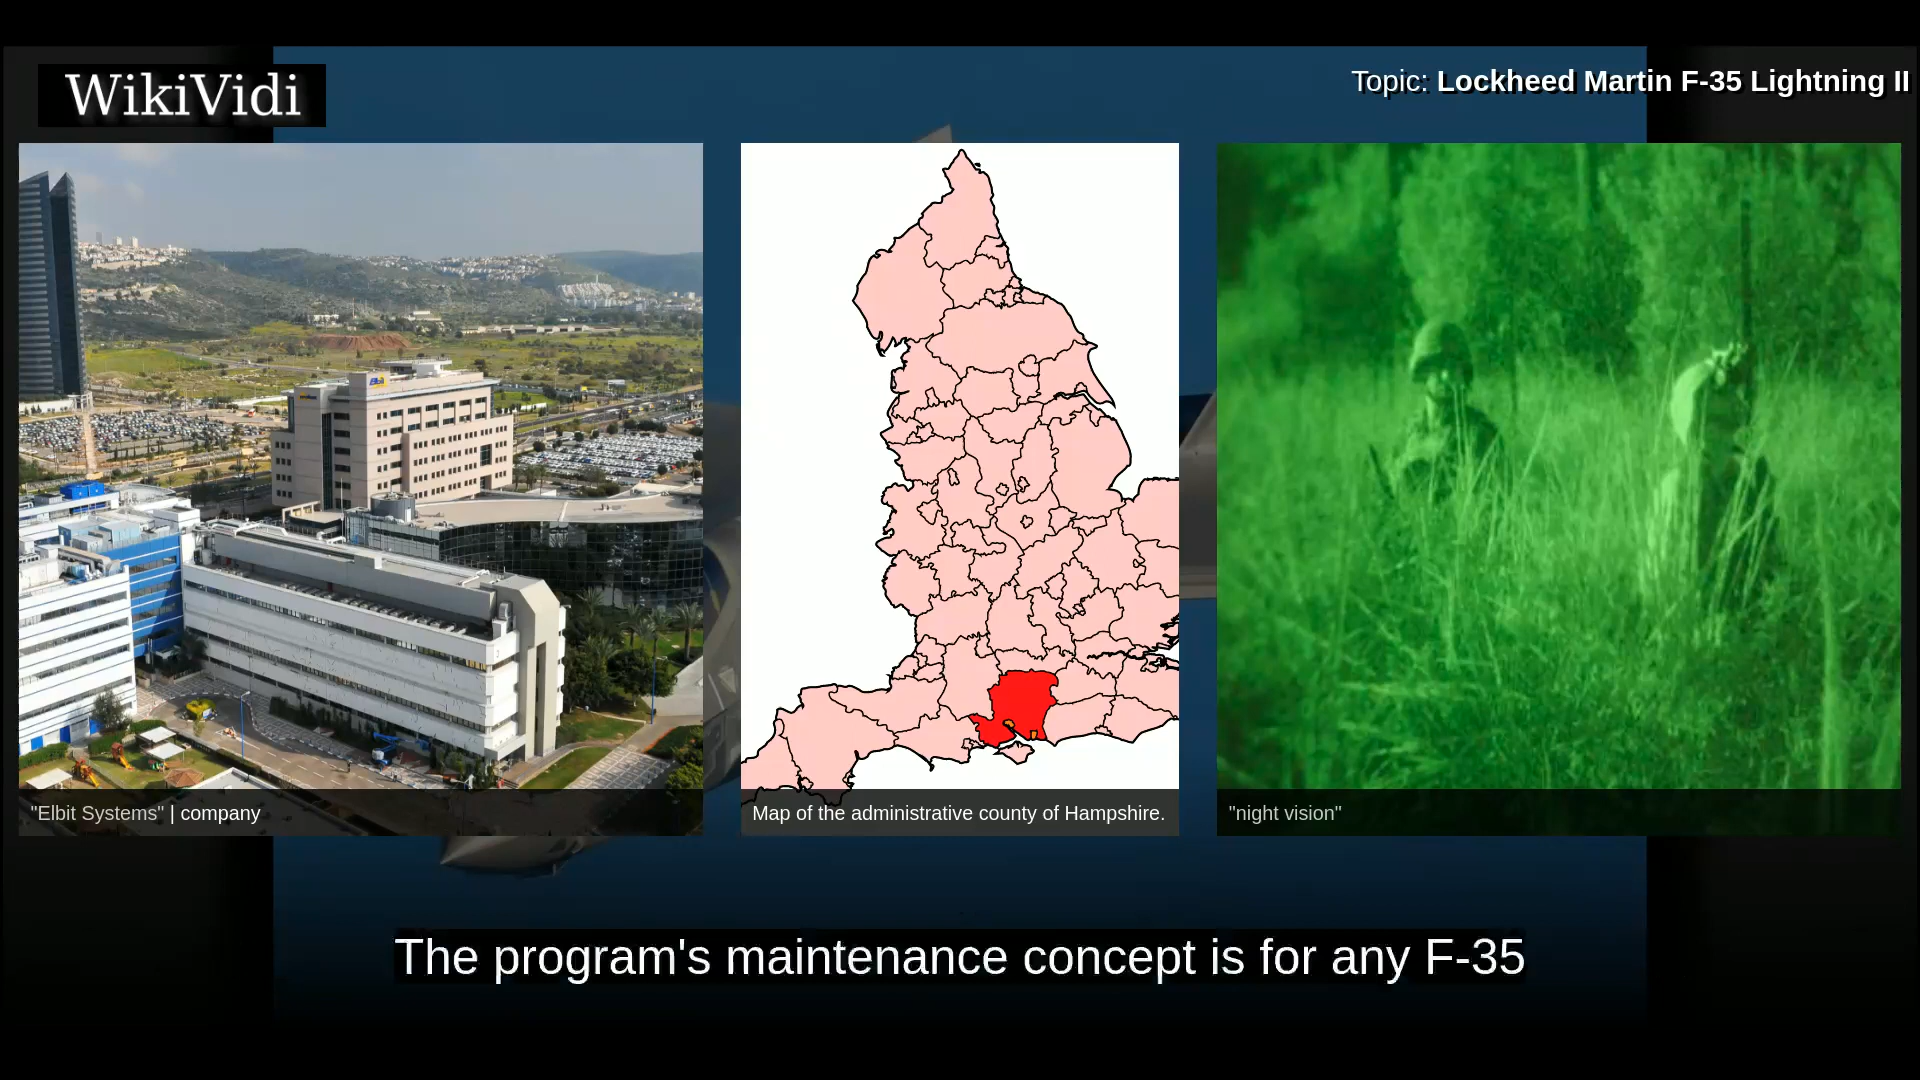 WikiVidi
Topic: Lockheed Martin F-35 Lightning II
"Elbit Systems" | company
Map of the administrative county of Hampshire.
"night vision"
The program's maintenance concept is for any F-35